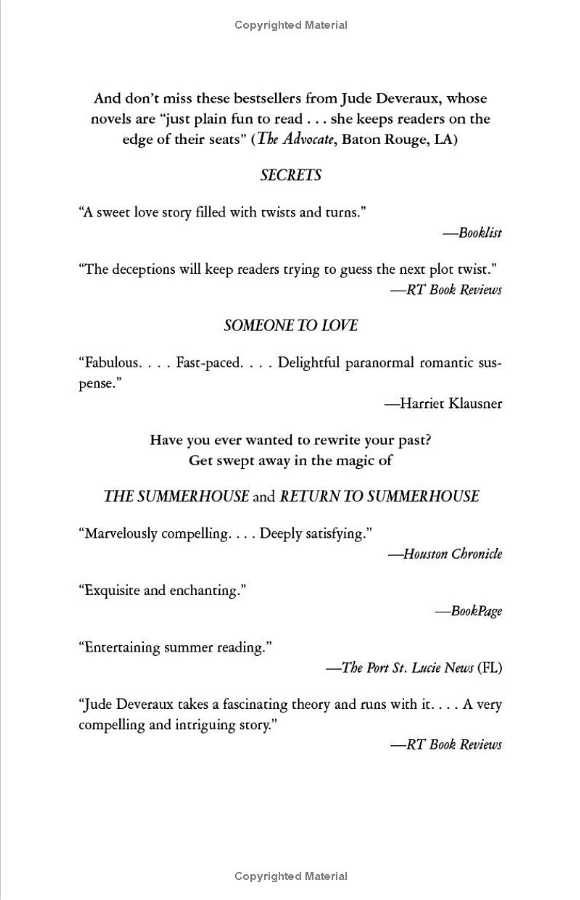 Copyrighted Material
And don't miss these bestsellers from Jude Deveraux, whose
novels are “just plain fun to read . . . she keeps readers on the
edge of their seats” (The Advocate, Baton Rouge, LA)
SECRETS
“A sweet love story filled with twists and turns.”
—Booklist
“The deceptions will keep readers trying to guess the next plot twist.”
—RT Book Reviews
SOMEONE TO LOVE
“Fabulous. . . . Fast-paced. . . . Delightful paranormal romantic sus-
pense.”
—Harriet Klausner
Have you ever wanted to rewrite your past?
Get swept away in the magic of
THE SUMMERHOUSE and RETURN TO SUMMERHOUSE
“Marvelously compelling. . . . Deeply satisfying.”
—Houston Chronicle
“Exquisite and enchanting.”
—BookPage
“Entertaining summer reading.”
—The Port St. Lucie News (FL)
“Jude Deveraux takes a fascinating theory and runs with it. . . . A very
compelling and intriguing story.”
—RT Book Reviews
Copyrighted Material